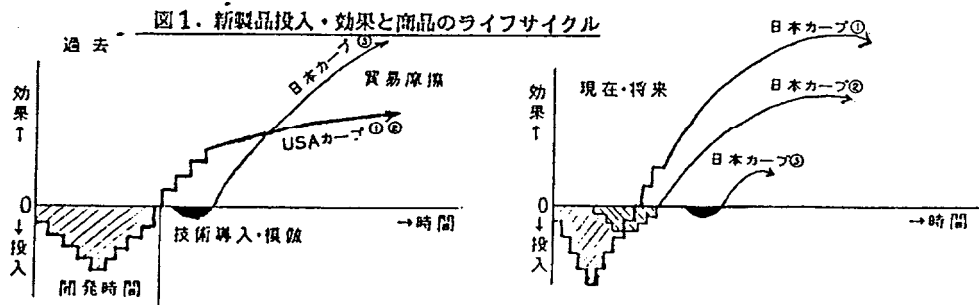 図1. 新製品投入・効果と商品のライフサイクル
過去
効果↑
0
↓投入
日本カーブ③
貿易摩擦
USAカーブ①②
→時間
技術導入・模倣
開発時間
現在・将来
効果↑
0
↓投入
日本カーブ①
日本カーブ②
日本カーブ③
→時間